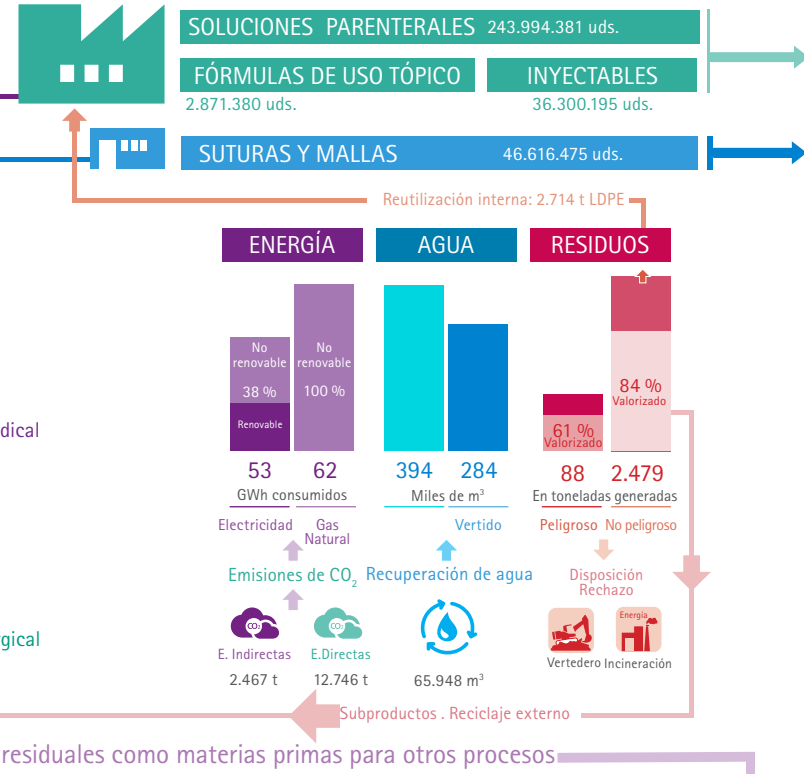 SOLUCIONES PARENTERALES 243.994.381 uds.
FÓRMULAS DE USO TÓPICO
INYECTABLES
2.871.380 uds.
36.300.195 uds.
SUTURAS Y MALLAS
46.616.475 uds.
Reutilización interna: 2.714 t LDPE
ENERGÍA
AGUA
RESIDUOS
No
renovable
38 %
Renovable
No
renovable
100 %
61 %
Valorizado
84 %
Valorizado
dical
53
62
GWh consumidos
394
284
Miles de m³
88
2.479
En toneladas generadas
Electricidad
Gas
Natural
Vertido
Peligroso
No peligroso
Emisiones de CO₂
Recuperación de agua
Disposición
Rechazo
CO₂
CO₂
Energía
gical
E. Indirectas
E.Directas
Vertedero
Incineración
2.467 t
12.746 t
65.948 m³
Subproductos . Reciclaje externo
residuales como materias primas para otros procesos